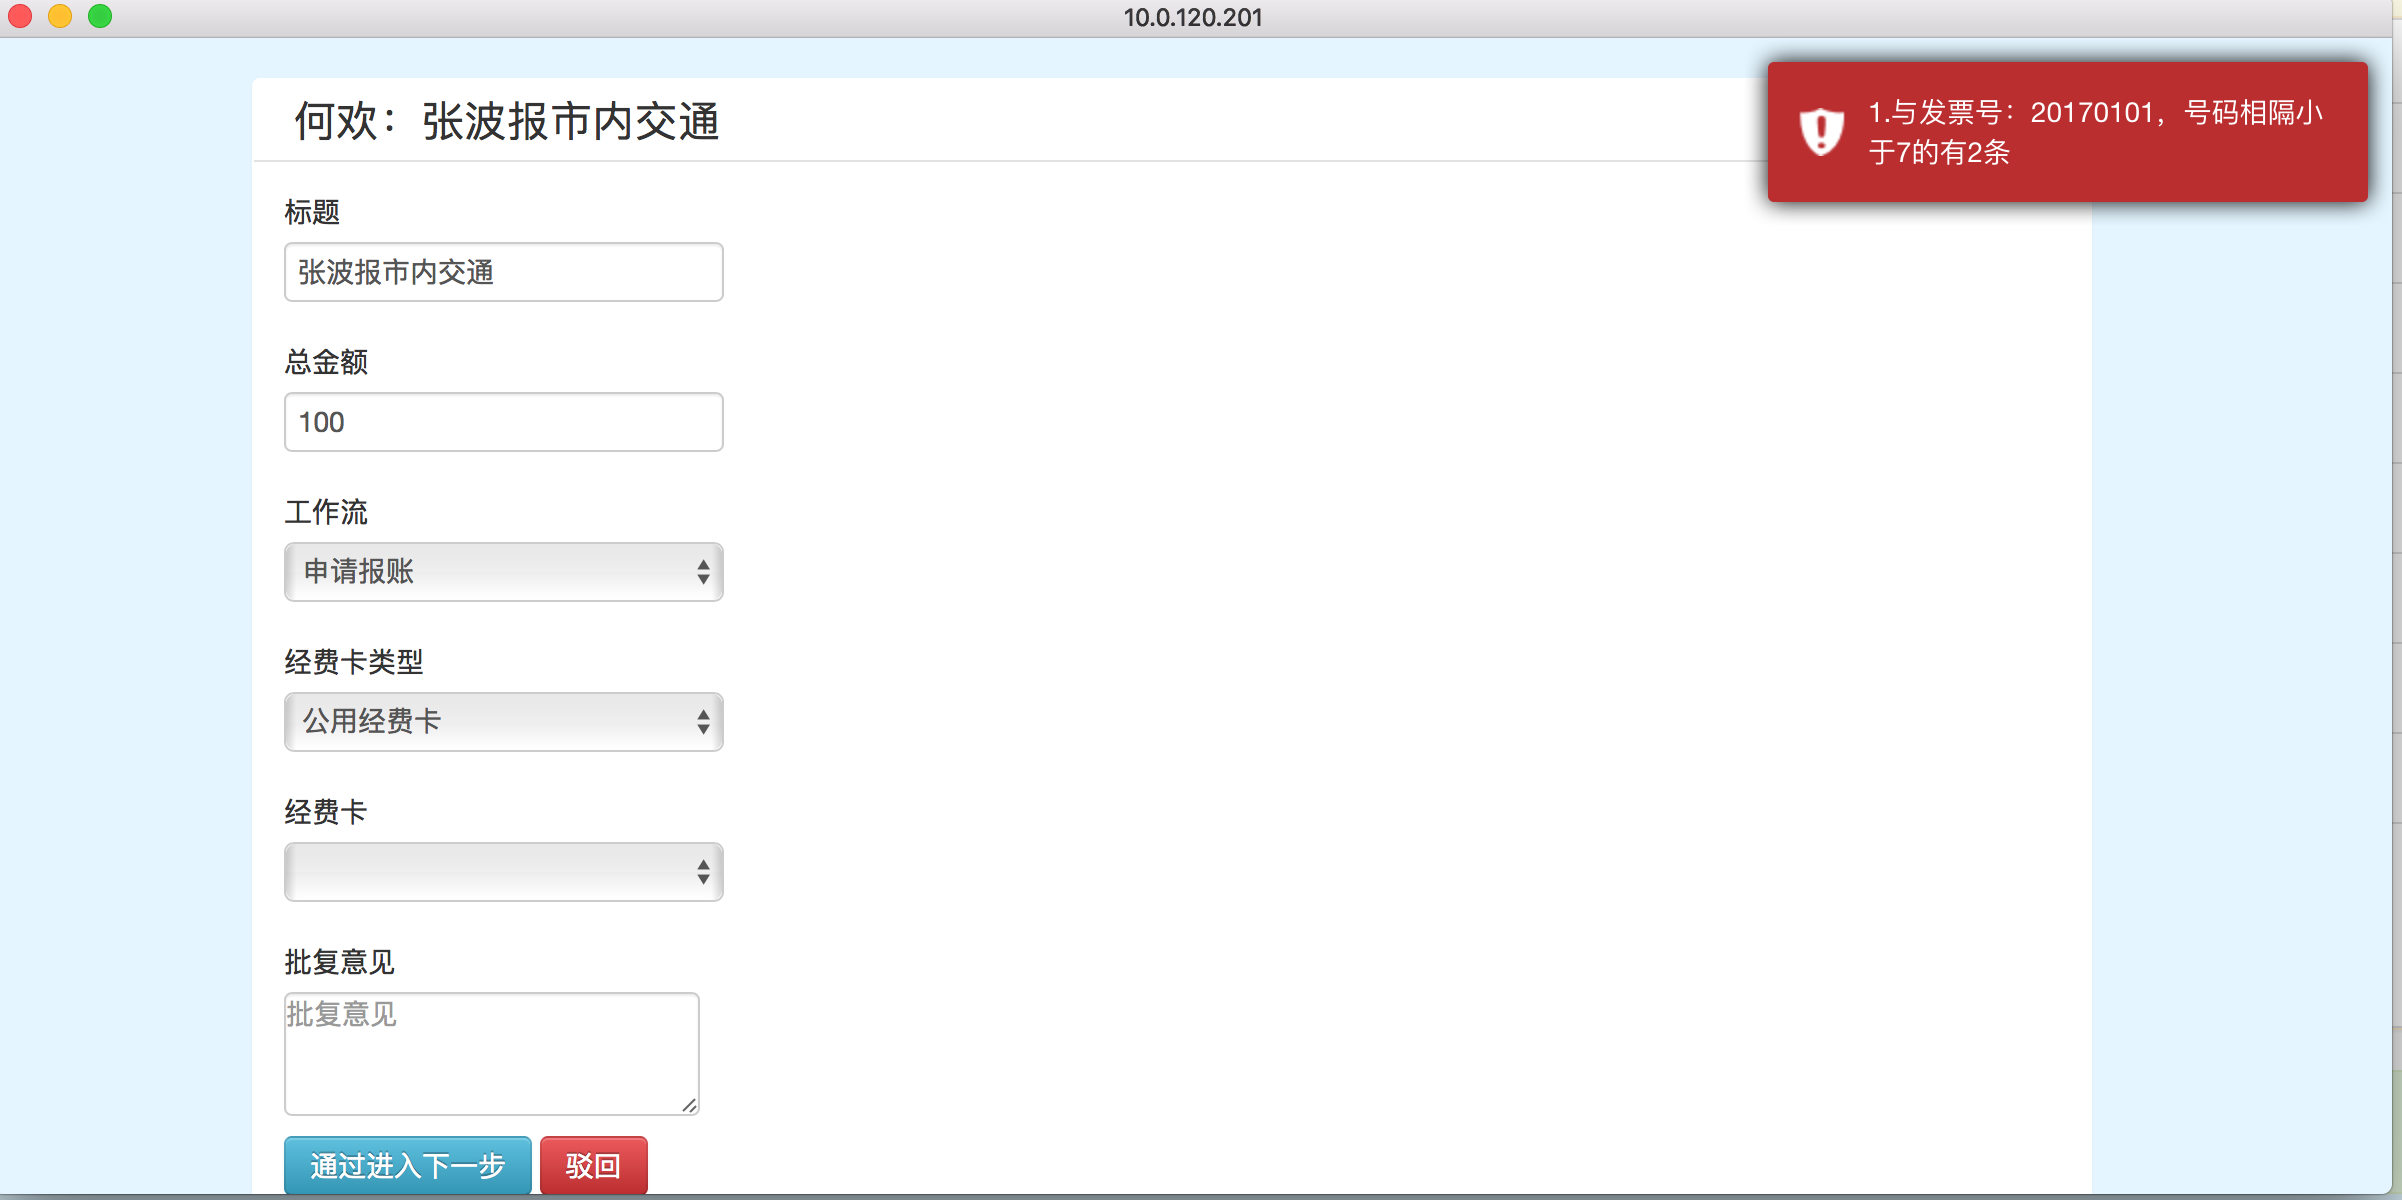 10.0.120.201
何欢：张波报市内交通
1.与发票号：20170101，号码相隔小
于7的有2条
标题
张波报市内交通
总金额
100
工作流
申请报账
经费卡类型
公用经费卡
经费卡
批复意见
批复意见
通过进入下一步
驳回